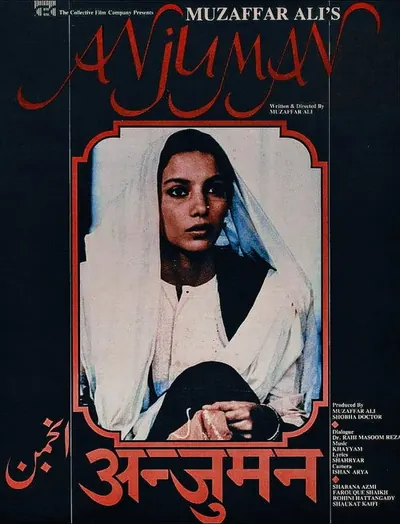 The Collective Film Company Presents
MUZAFFAR ALI'S
ANJUMAN
Written & Directed By
MUZAFFAR ALI
Produced By
MUZAFFAR ALI
SHOBHA DOCTOR
Dialogue
Dr. RAHI MASOOM REZA
Music
KHAYYAM
Lyrics
SHAHRYAR
Camera
ISHAN ARYA
SHABANA AZMI
FAROUQUE SHAIKH
ROHINI HATTANGADY
SHAUKAT KAIFI
انجمن
अन्जुमन